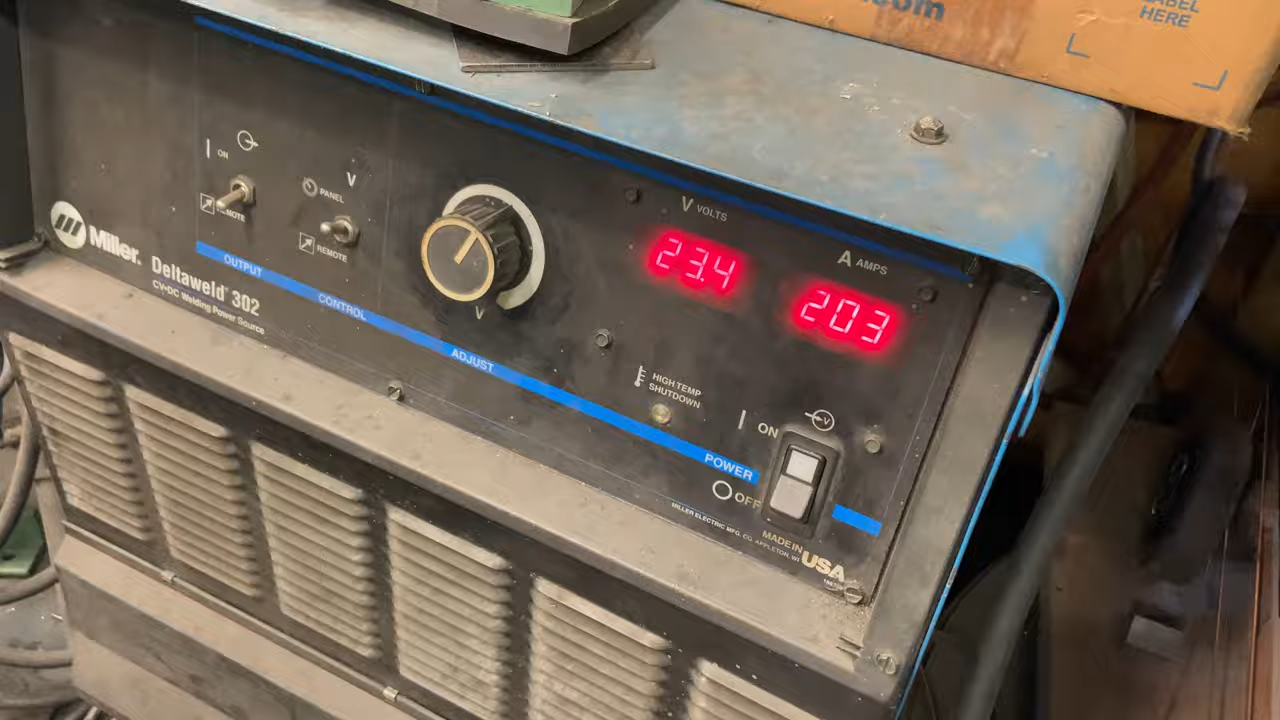 .com
LABEL
HERE
ON
REMOTE
V
PANEL
REMOTE
Miller.
Deltaweld® 302
CV•DC Welding Power Source
OUTPUT
CONTROL
ADJUST
POWER
V
V VOLTS
A AMPS
23.4
203
HIGH TEMP
SHUTDOWN
ON
V
OFF
MILLER ELECTRIC MFG. CO. APPLETON, WI
MADE IN
USA